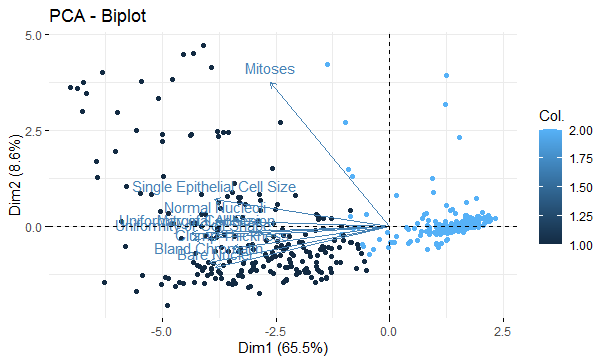 PCA - Biplot
5.0
2.5
0.0
Dim2 (8.6%)
Mitoses
Single Epithelial Cell Size
Normal Nucleoli
Bland Chromatin
Bare Nuclei
-5.0
-2.5
0.0
2.5
Dim1 (65.5%)
Col.
2.00
1.75
1.50
1.25
1.00